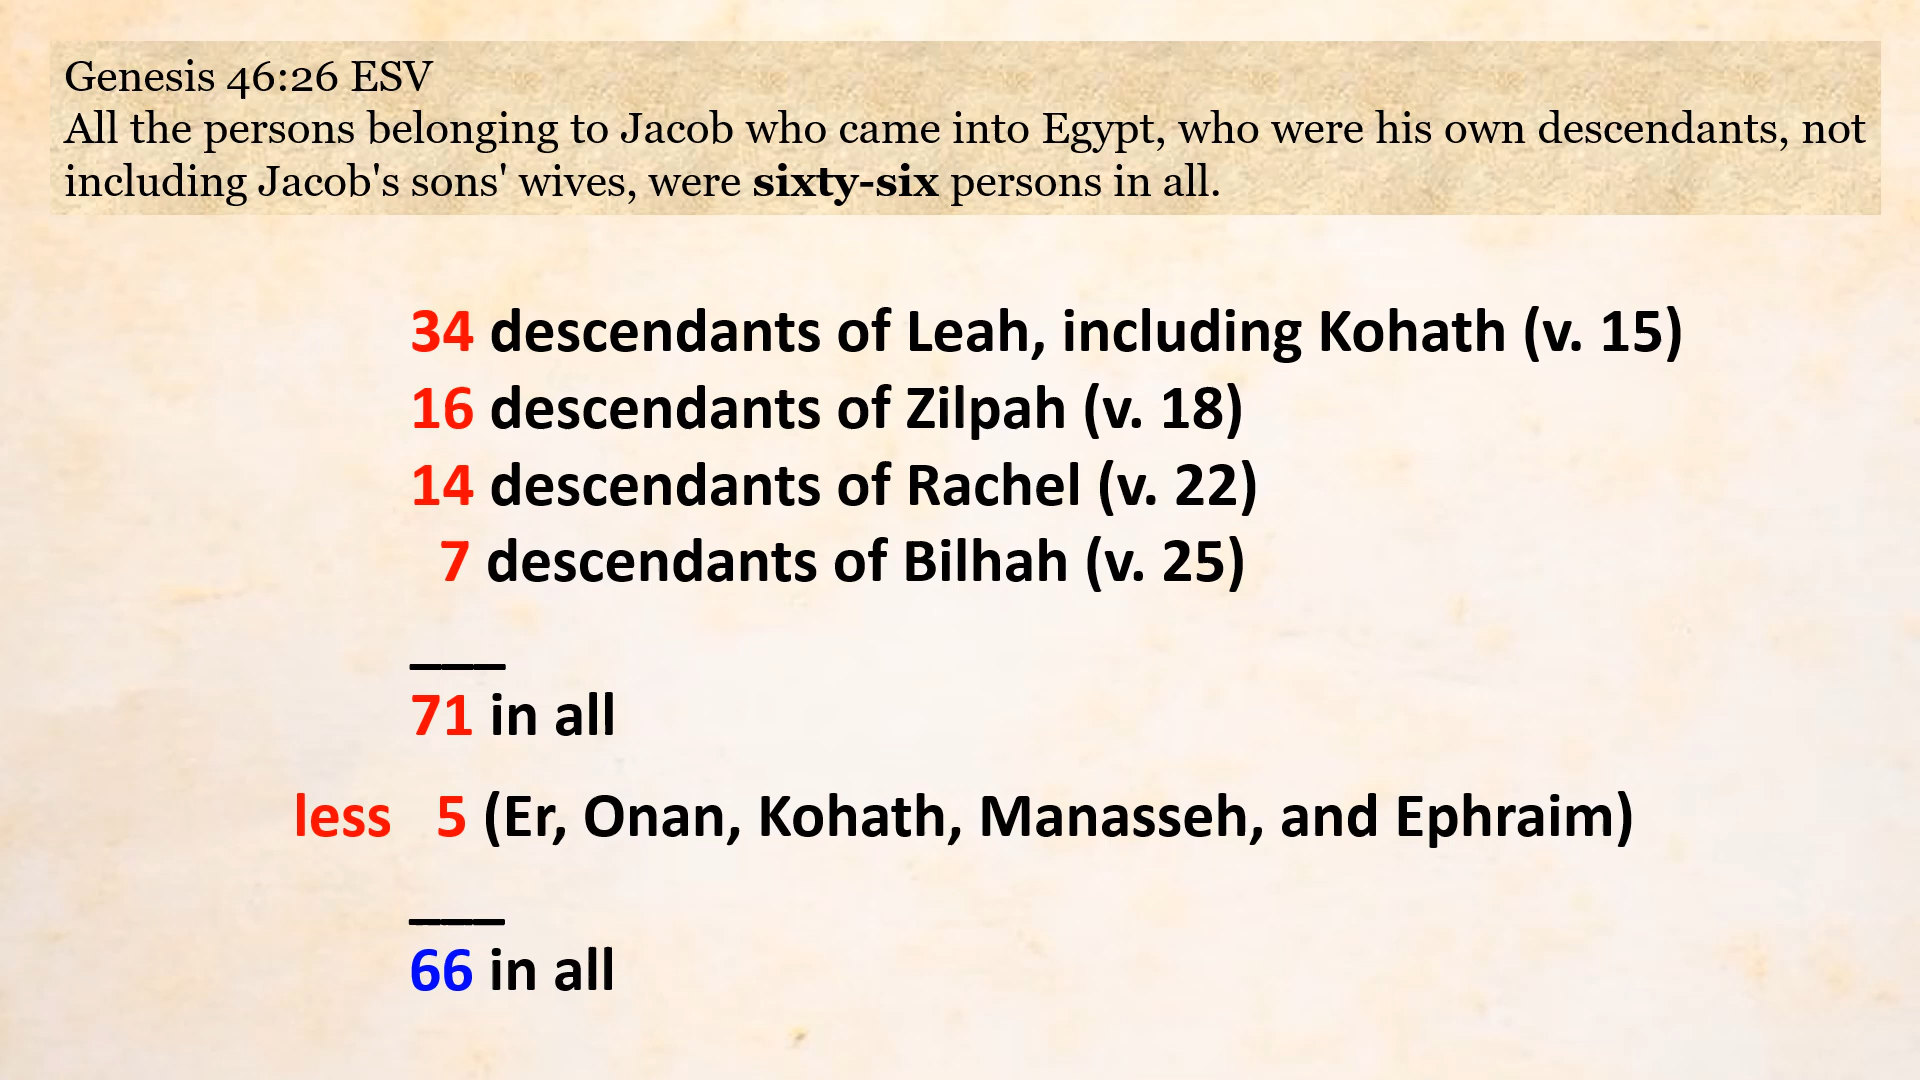 Genesis 46:26 ESV
All the persons belonging to Jacob who came into Egypt, who were his own descendants, not
including Jacob's sons' wives, were sixty-six persons in all.
34 descendants of Leah, including Kohath (v. 15)
16 descendants of Zilpah (v. 18)
14 descendants of Rachel (v. 22)
7 descendants of Bilhah (v. 25)
___
71 in all
less 5 (Er, Onan, Kohath, Manasseh, and Ephraim)
___
66 in all